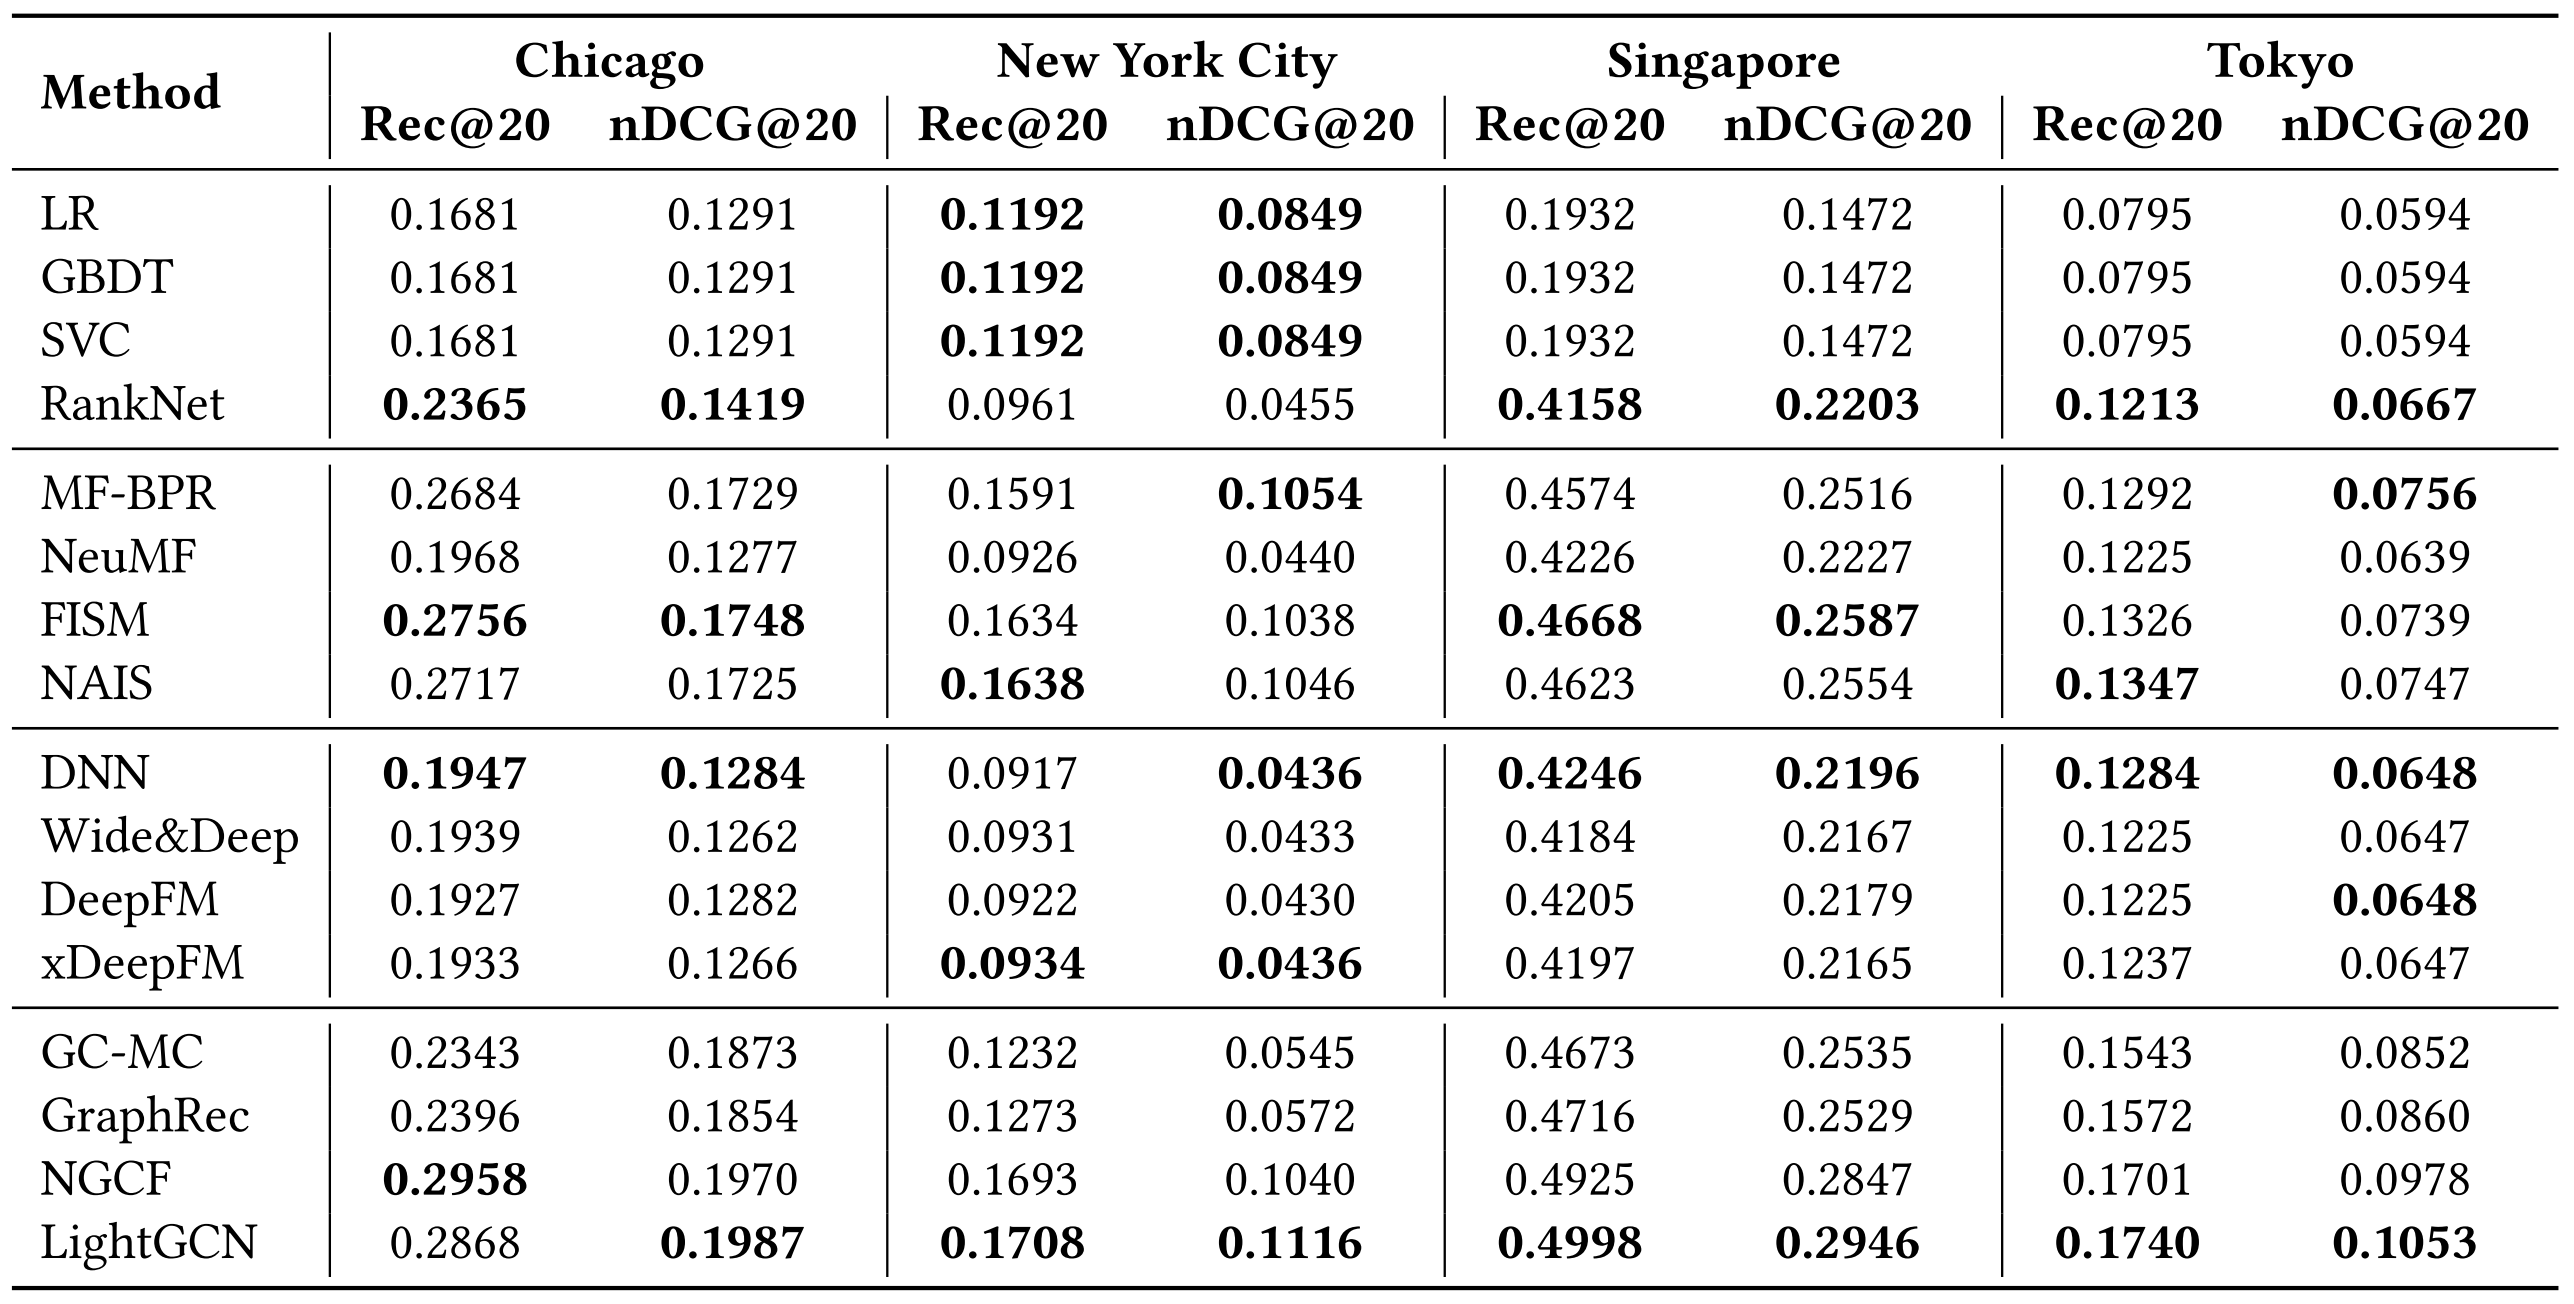 Method Chicago New York City Singapore Tokyo
Rec@20 nDCG@20 Rec@20 nDCG@20 Rec@20 nDCG@20 Rec@20 nDCG@20
LR 0.1681 0.1291 0.1192 0.0849 0.1932 0.1472 0.0795 0.0594
GBDT 0.1681 0.1291 0.1192 0.0849 0.1932 0.1472 0.0795 0.0594
SVC 0.1681 0.1291 0.1192 0.0849 0.1932 0.1472 0.0795 0.0594
RankNet 0.2365 0.1419 0.0961 0.0455 0.4158 0.2203 0.1213 0.0667
MF-BPR 0.2684 0.1729 0.1591 0.1054 0.4574 0.2516 0.1292 0.0756
NeuMF 0.1968 0.1277 0.0926 0.0440 0.4226 0.2227 0.1225 0.0639
FISM 0.2756 0.1748 0.1634 0.1038 0.4668 0.2587 0.1326 0.0739
NAIS 0.2717 0.1725 0.1638 0.1046 0.4623 0.2554 0.1347 0.0747
DNN 0.1947 0.1284 0.0917 0.0436 0.4246 0.2196 0.1284 0.0648
Wide&Deep 0.1939 0.1262 0.0931 0.0433 0.4184 0.2167 0.1225 0.0647
DeepFM 0.1927 0.1282 0.0922 0.0430 0.4205 0.2179 0.1225 0.0648
xDeepFM 0.1933 0.1266 0.0934 0.0436 0.4197 0.2165 0.1237 0.0647
GC-MC 0.2343 0.1873 0.1232 0.0545 0.4673 0.2535 0.1543 0.0852
GraphRec 0.2396 0.1854 0.1273 0.0572 0.4716 0.2529 0.1572 0.0860
NGCF 0.2958 0.1970 0.1693 0.1040 0.4925 0.2847 0.1701 0.0978
LightGCN 0.2868 0.1987 0.1708 0.1116 0.4998 0.2946 0.1740 0.1053